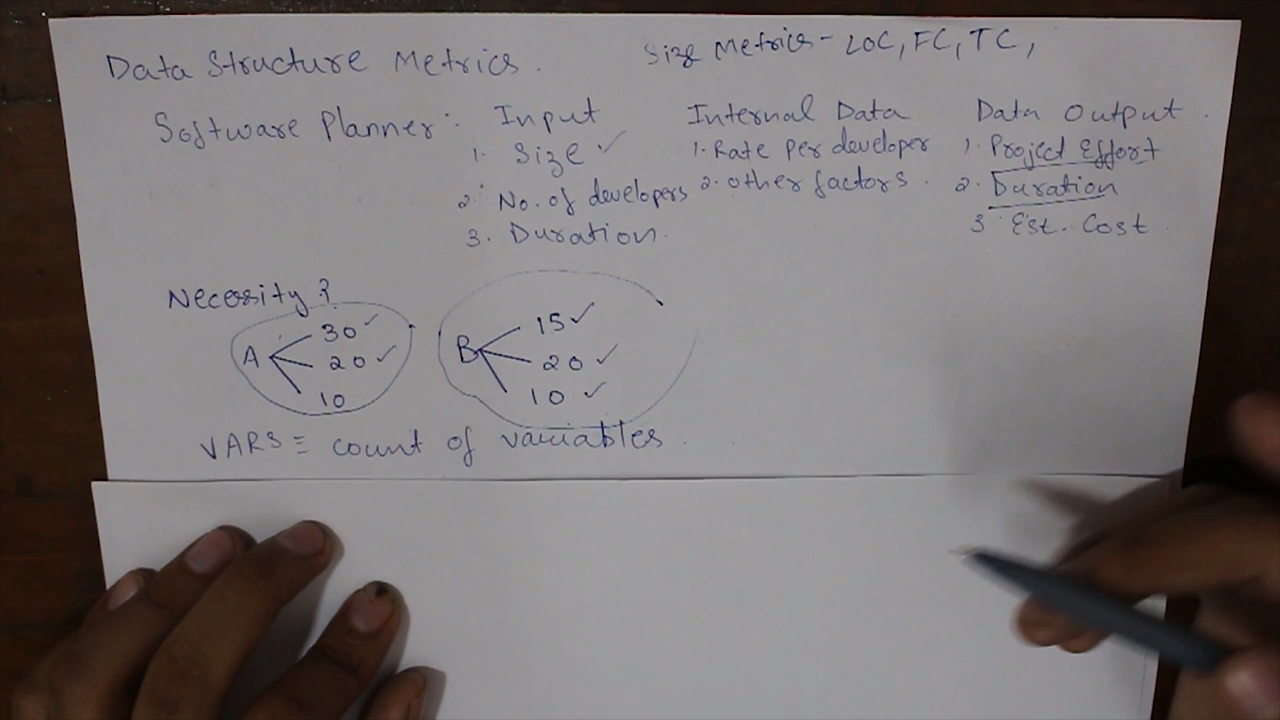 Data Structure Metrics.
Size Metrics - LOC, FC, TC,
Software Planner: Input Internal Data Data Output.
1. Size ✓ 1. Rate per developer 1. Project Effort
2. No. of developers 2. other factors. 2. Duration
3. Duration. 3. Est. Cost
Necesity?
A 30 ✓ B 15 ✓
20 ✓ 20 ✓
10 10 ✓
VARS ≡ count of variables.